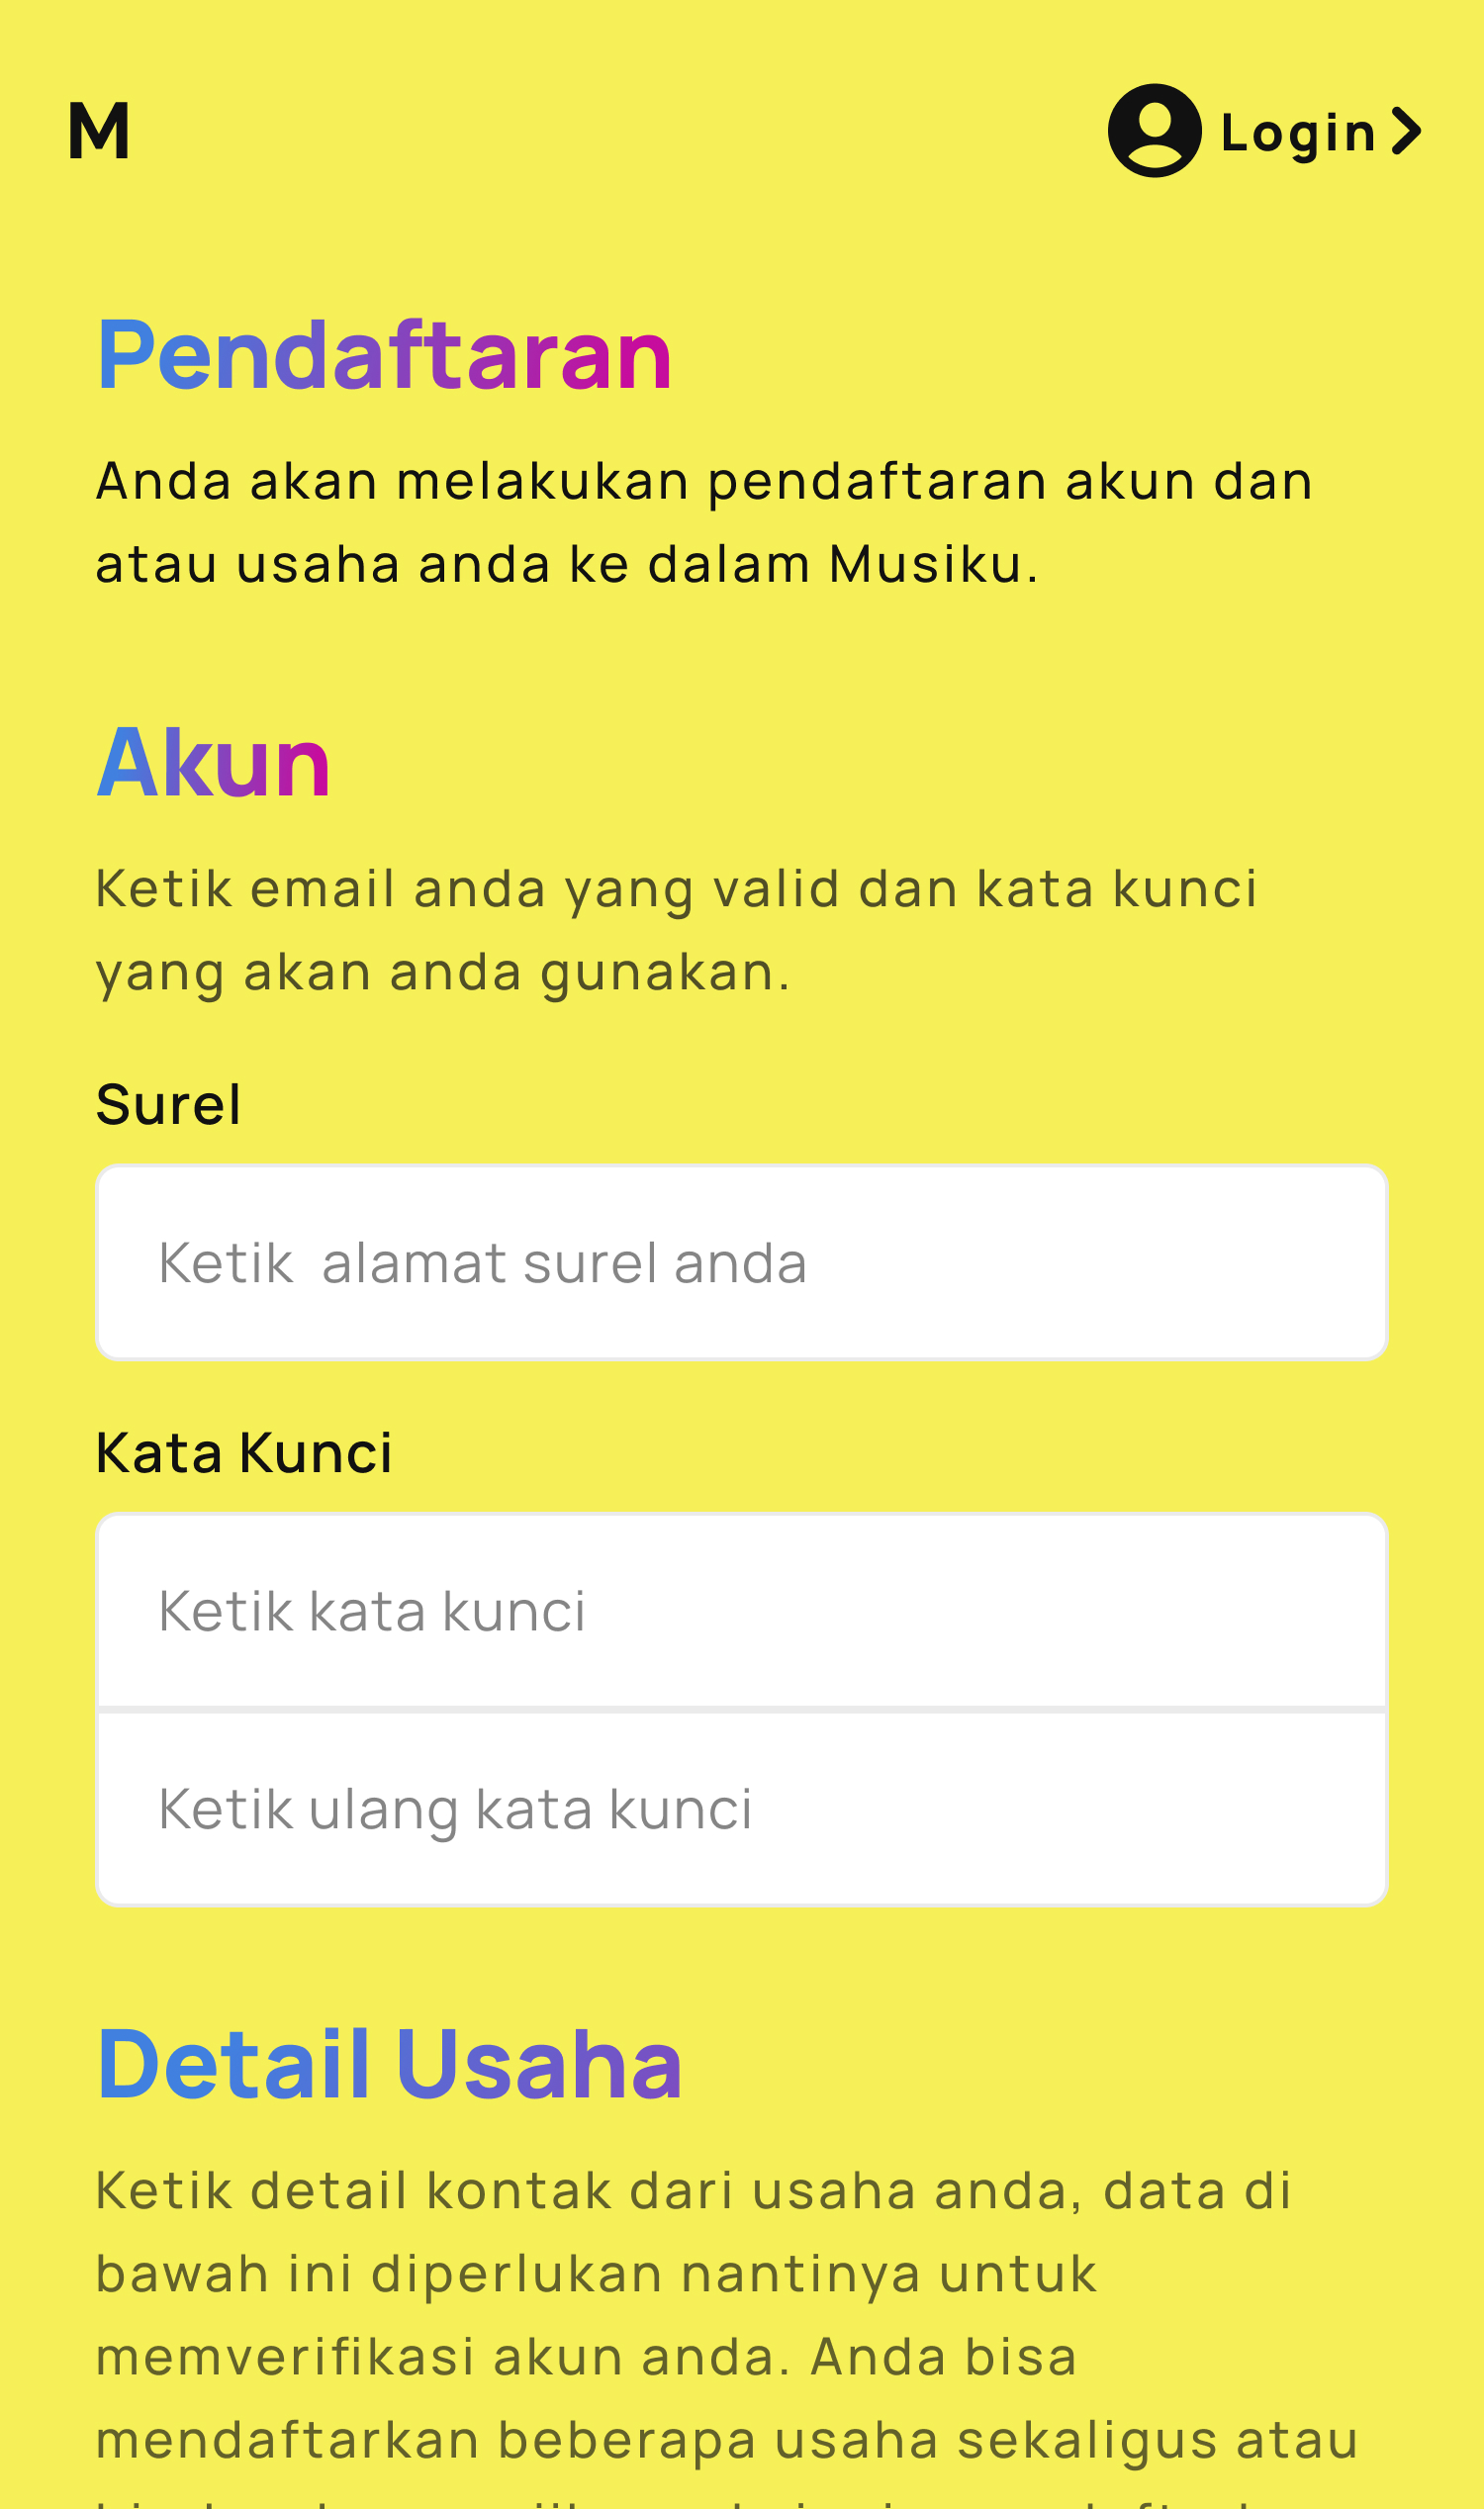 M
Login
Pendaftaran
Anda akan melakukan pendaftaran akun dan
atau usaha anda ke dalam Musiku.
Akun
Ketik email anda yang valid dan kata kunci
yang akan anda gunakan.
Surel
Ketik  alamat surel anda
Kata Kunci
Ketik kata kunci
Ketik ulang kata kunci
Detail Usaha
Ketik detail kontak dari usaha anda, data di
bawah ini diperlukan nantinya untuk
memverifikasi akun anda. Anda bisa
mendaftarkan beberapa usaha sekaligus atau